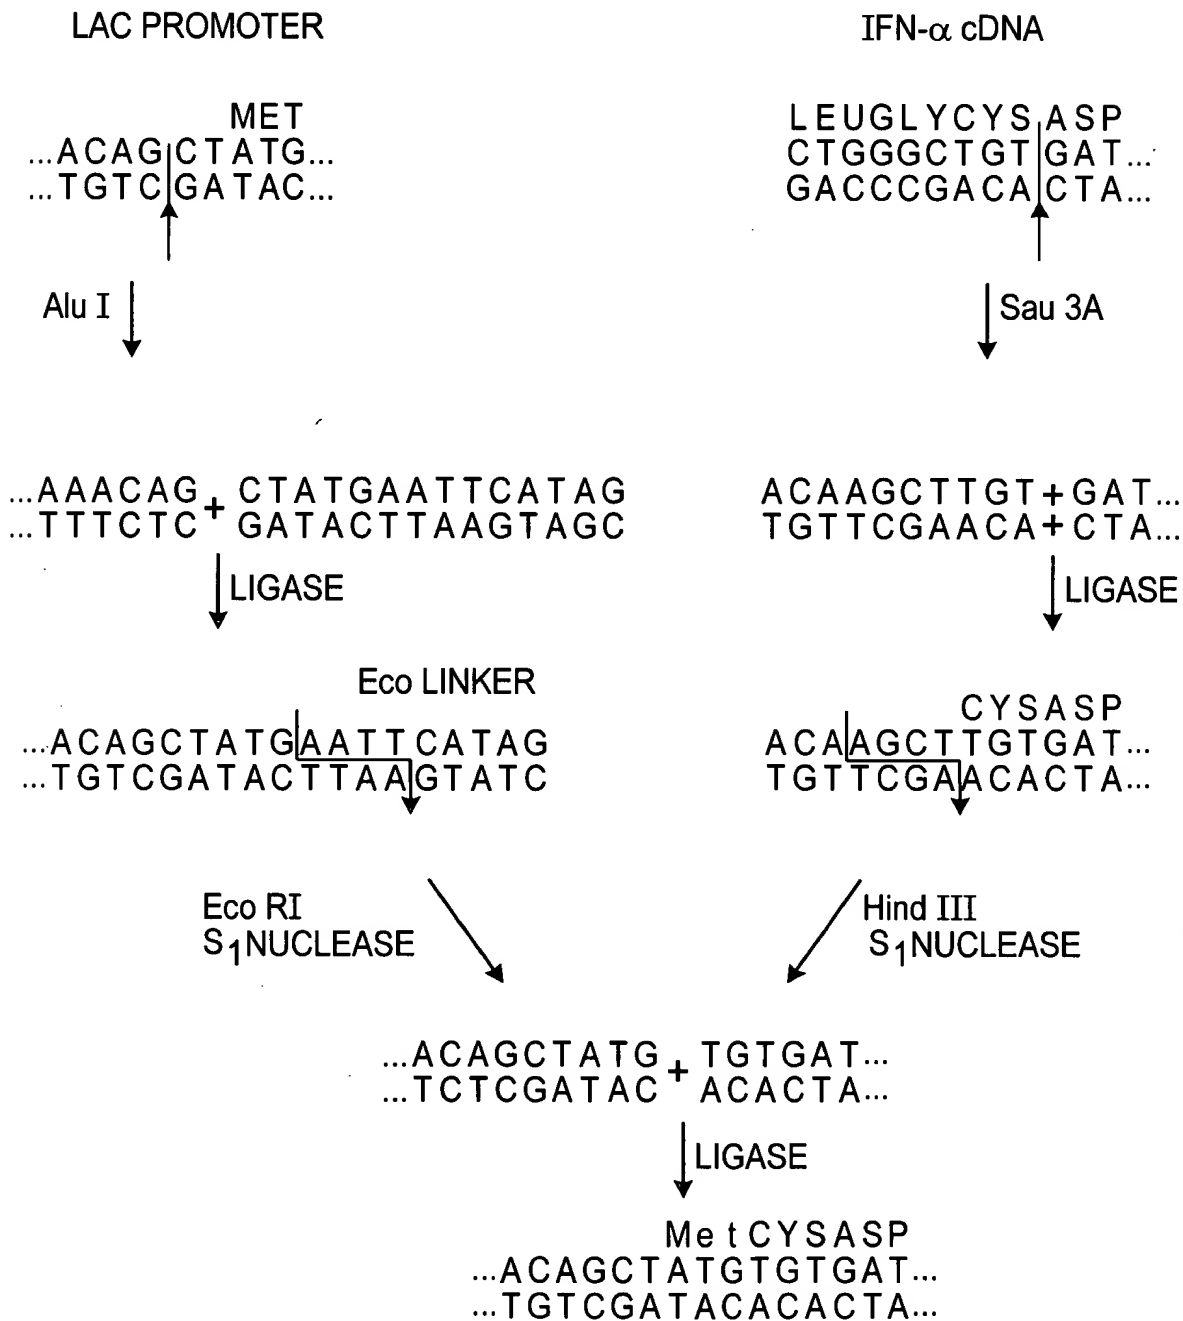 LAC PROMOTER
MET
...ACAGCTATG...
...TGTCGATAC...
Alu I
IFN-α cDNA
LEUGLYCYSASP
CTGGGCTGTGAT...
GACCCGACACTA...
Sau 3A
...AAACAG + CTATGAATTCATAG
...TTTCTC GATACTTAAGTAGC
LIGASE
ACAAGCTTGT+GAT...
TGTTCGAACA+CTA...
LIGASE
Eco LINKER
...ACAGCTATGAATTCATAG
...TGTCGATACTTAAGTATC
CYSASP
ACAAGCTTGTGAT...
TGTTCGAACACTA...
Eco RI
S1NUCLEASE
Hind III
S1NUCLEASE
...ACAGCTATG + TGTGAT...
...TCTCGATAC ACACTA...
LIGASE
MetCYSASP
...ACAGCTATGTGTGAT...
...TGTCGATACACACTA...